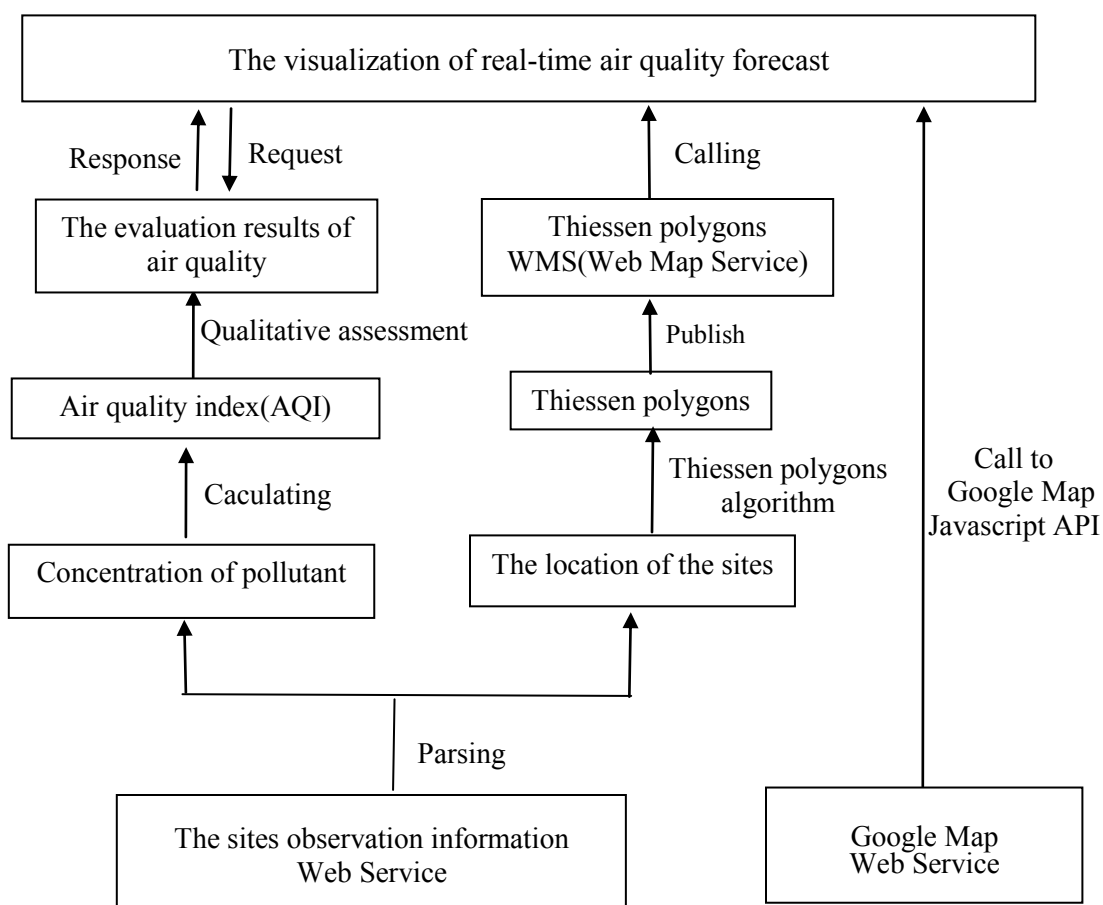 The visualization of real-time air quality forecast
Response
Request
Calling
The evaluation results of
air quality
Thiessen polygons
WMS(Web Map Service)
Qualitative assessment
Publish
Air quality index(AQI)
Thiessen polygons
Caculating
Thiessen polygons
algorithm
Call to
Google Map
Javascript API
Concentration of pollutant
The location of the sites
Parsing
The sites observation information
Web Service
Google Map
Web Service